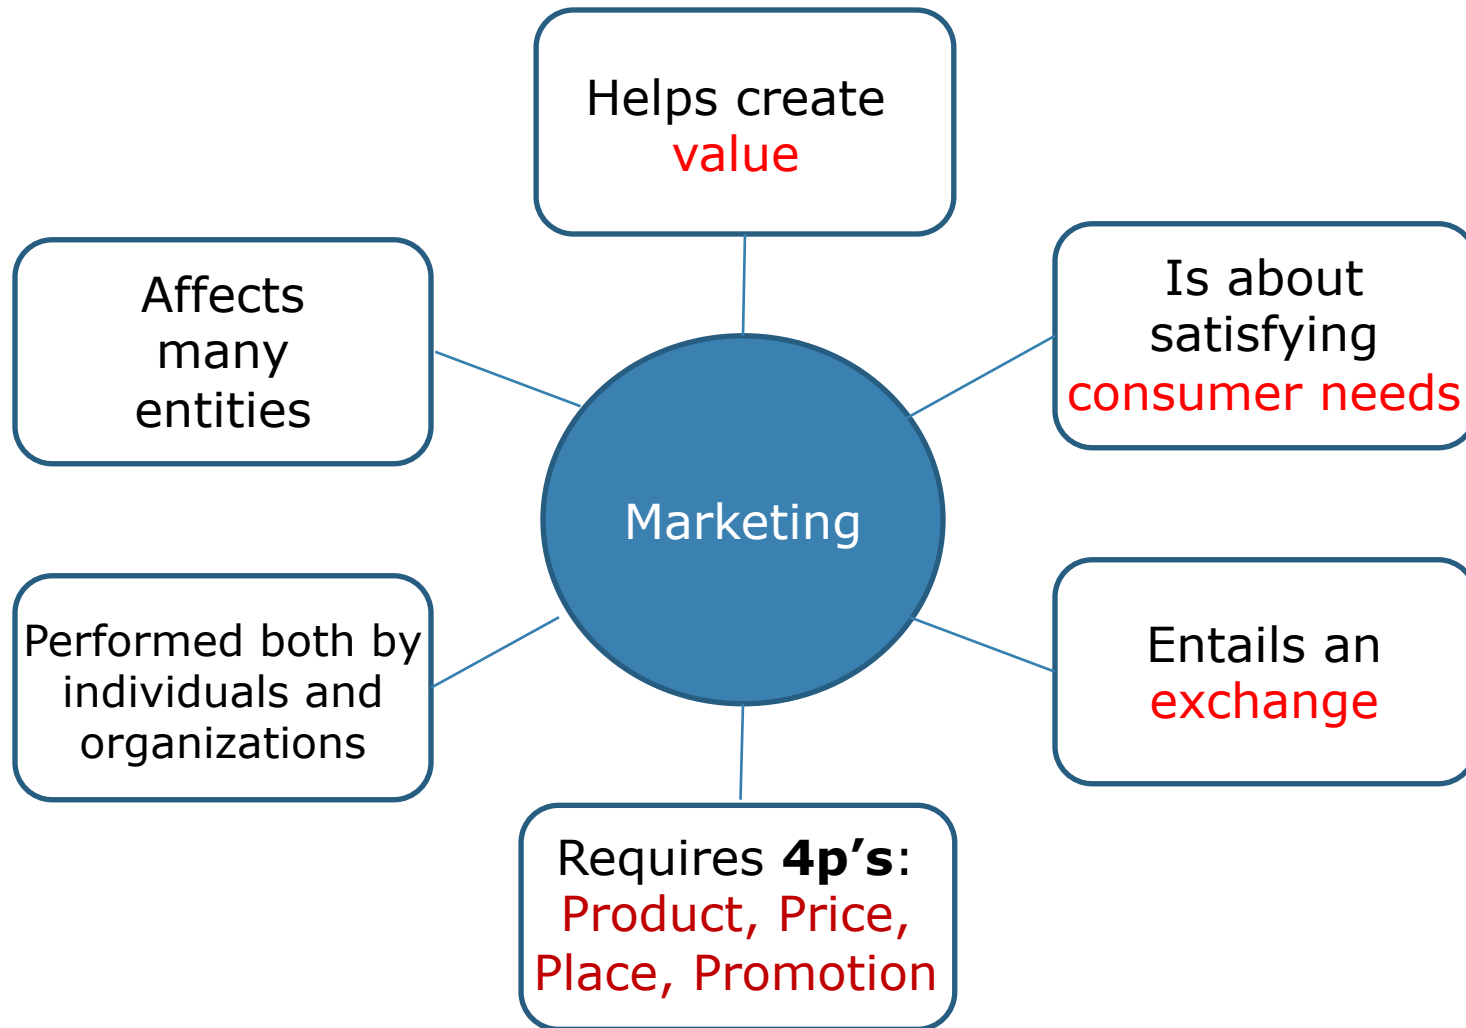 Helps create
value
Affects
many
entities
Is about
satisfying
consumer needs
Marketing
Performed both by
individuals and
organizations
Entails an
exchange
Requires 4p’s:
Product, Price,
Place, Promotion